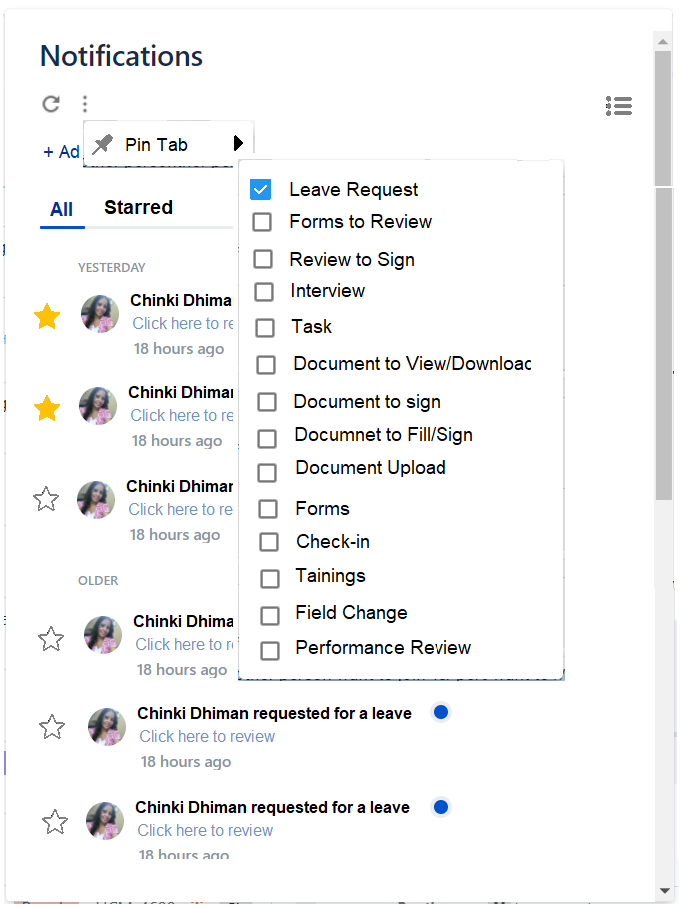 Notifications
+ Ad
Pin Tab
All
Starred
Leave Request
Forms to Review
Review to Sign
Interview
Task
Document to View/Download
Document to sign
Documnet to Fill/Sign
Document Upload
Forms
Check-in
Tainings
Field Change
Performance Review
YESTERDAY
Chinki Dhima
Click here to re
18 hours ago
Chinki Dhiman
Click here to re
18 hours ago
Chinki Dhiman
Click here to re
18 hours ago
OLDER
Chinki Dhima
Click here to r
18 hours ago
Chinki Dhiman requested for a leave
Click here to review
18 hours ago
Chinki Dhiman requested for a leave
Click here to review
18 hours ago